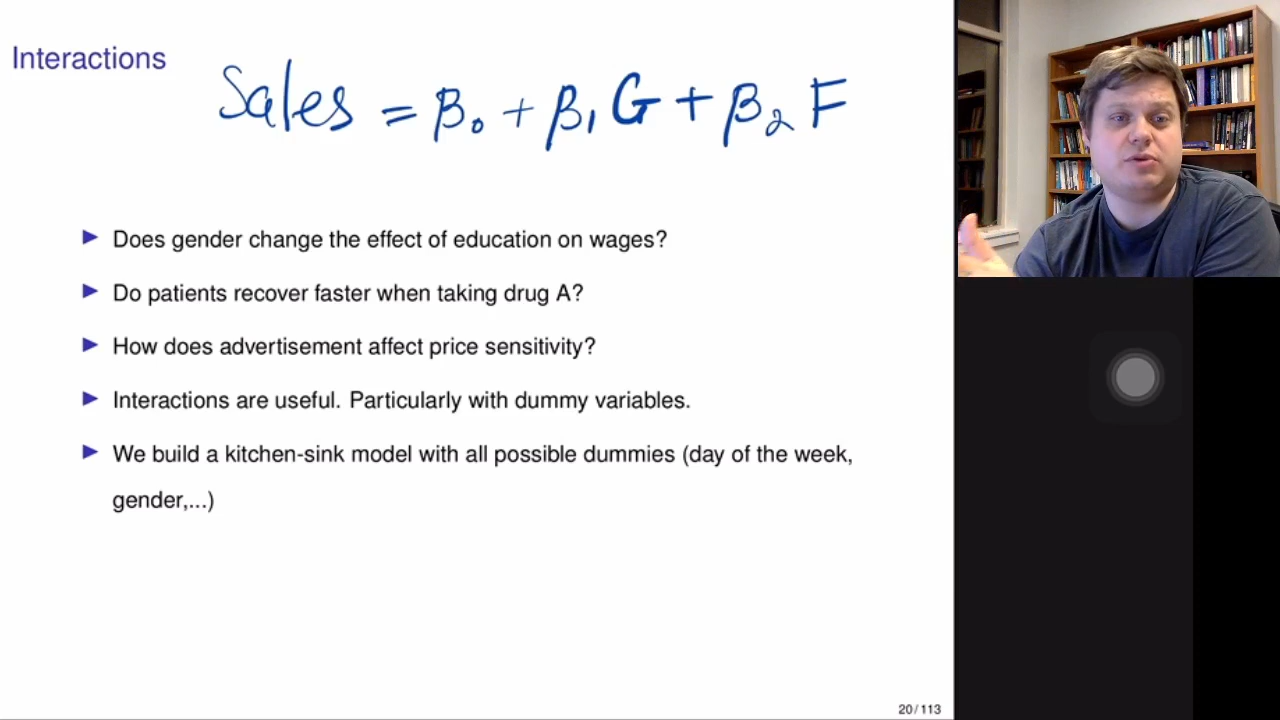 Interactions
Sales = β₀ + β₁ G + β₂ F
▶ Does gender change the effect of education on wages?
▶ Do patients recover faster when taking drug A?
▶ How does advertisement affect price sensitivity?
▶ Interactions are useful. Particularly with dummy variables.
▶ We build a kitchen-sink model with all possible dummies (day of the week,
gender,...)
20/113